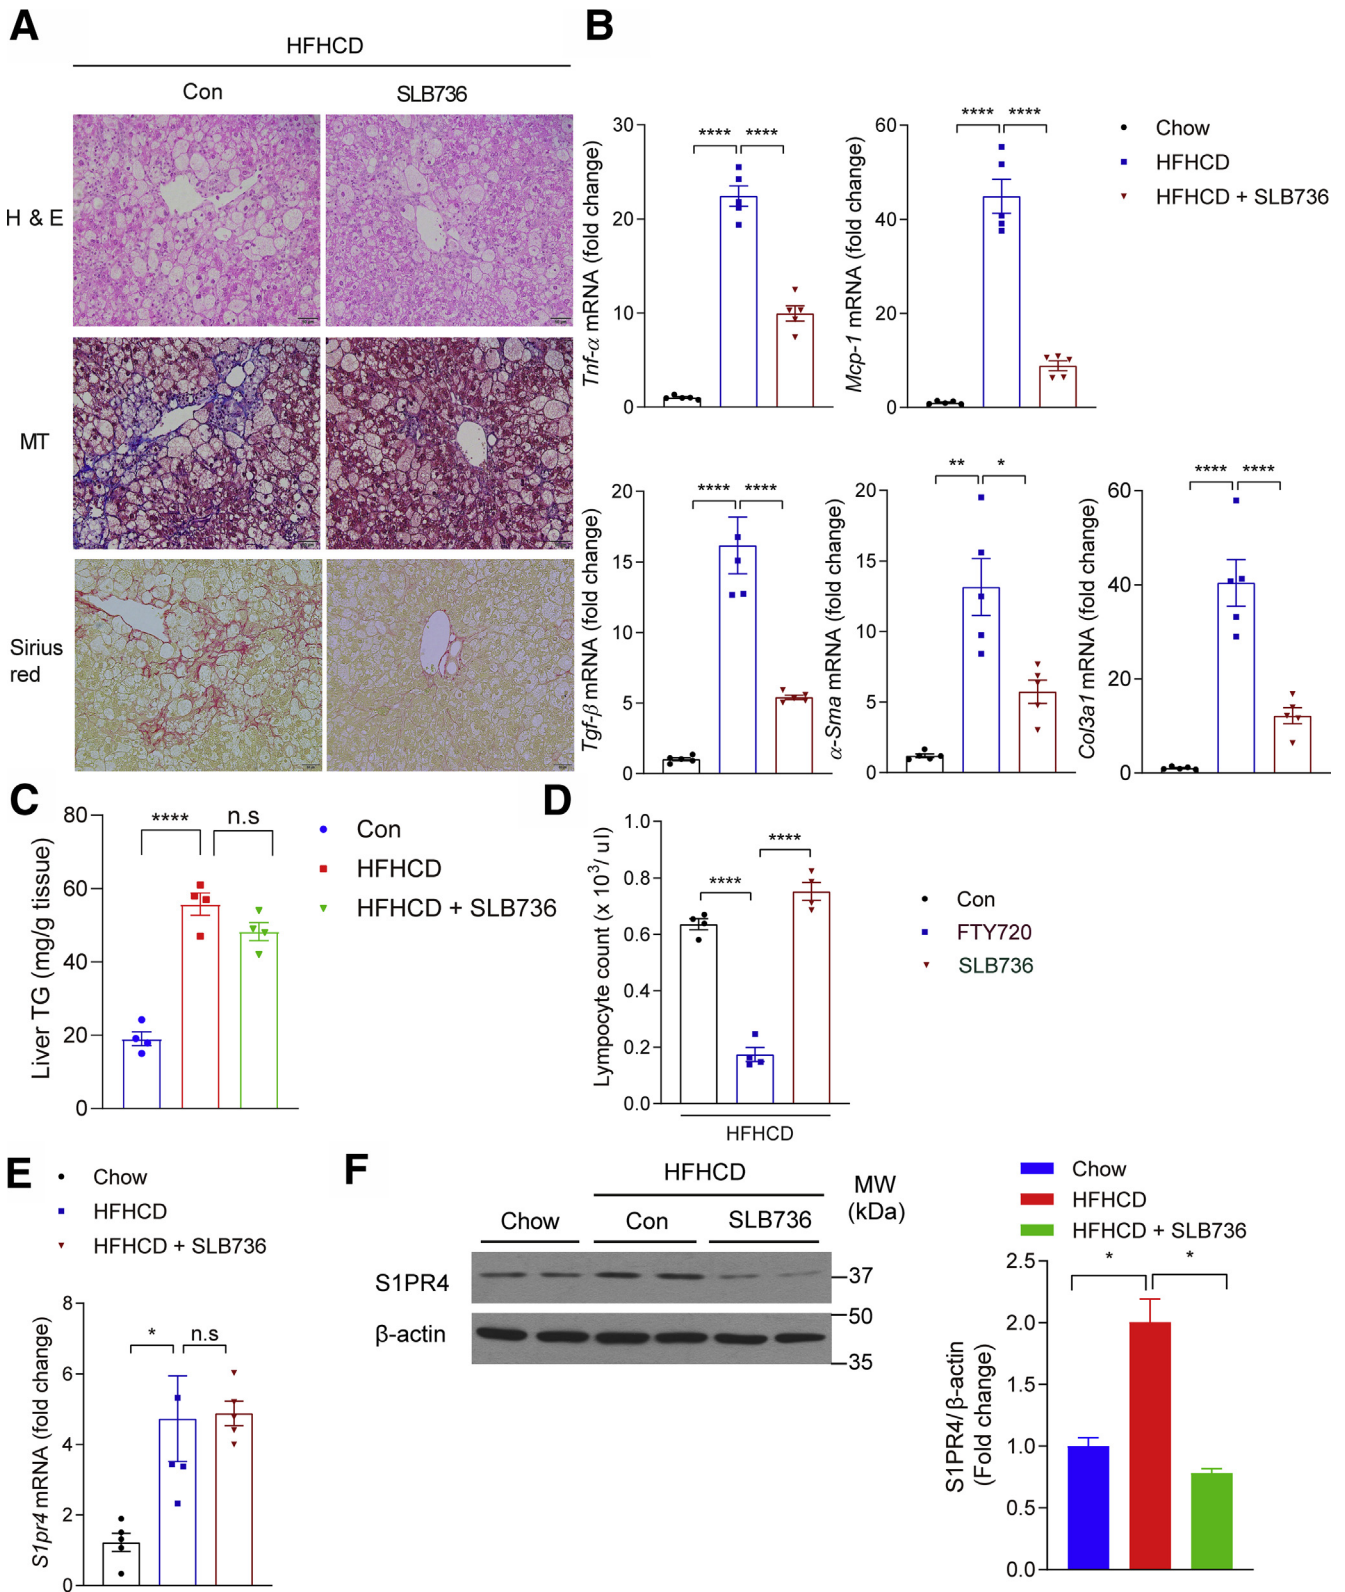 A
HFHCD
Con
SLB736
H & E
MT
Sirius
red
B
Tnf-α mRNA (fold change)
30
20
10
0
****
****
Mcp-1 mRNA (fold change)
60
40
20
0
****
****
Chow
HFHCD
HFHCD + SLB736
Tgf-β mRNA (fold change)
20
15
10
5
0
****
****
α-Sma mRNA (fold change)
20
15
10
5
0
**
*
Col3a1 mRNA (fold change)
60
40
20
0
****
****
C
Liver TG (mg/g tissue)
80
60
40
20
0
****
n.s
Con
HFHCD
HFHCD + SLB736
D
Lympocyte count (x 10³/ ul)
1.0
0.8
0.6
0.4
0.2
0.0
****
****
HFHCD
Con
FTY720
SLB736
E
Chow
HFHCD
HFHCD + SLB736
S1pr4 mRNA (fold change)
8
6
4
2
0
*
n.s
F
HFHCD
Chow
Con
SLB736
MW
(kDa)
S1PR4
37
50
β-actin
35
Chow
HFHCD
HFHCD + SLB736
S1PR4/β-actin
(Fold change)
2.5
2.0
1.5
1.0
0.5
0.0
*
*